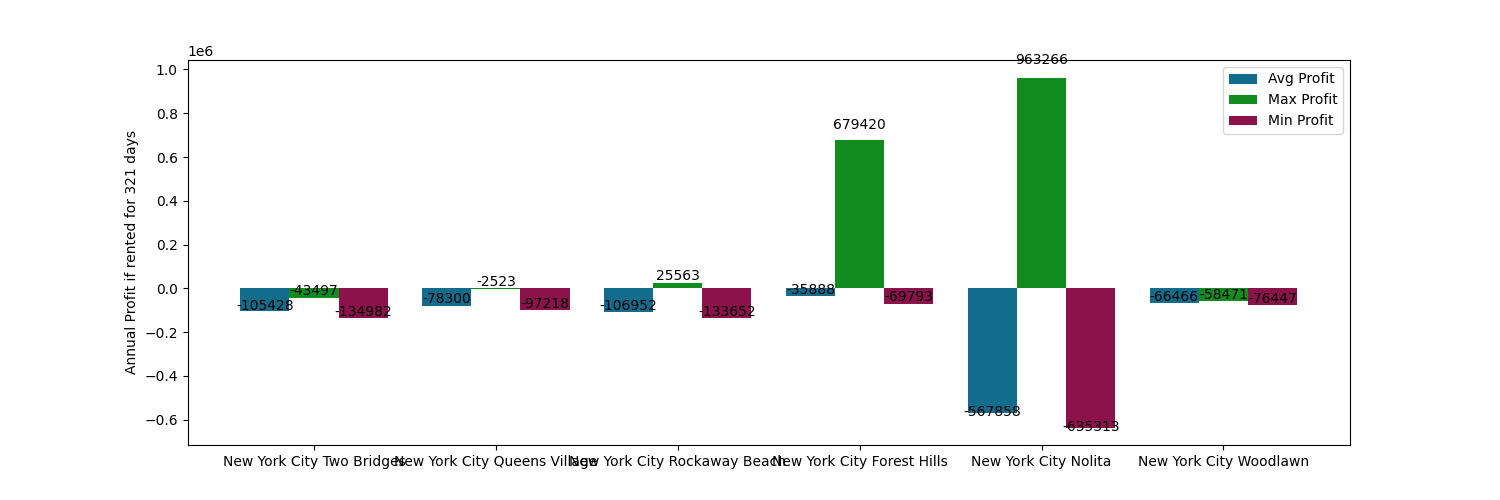 1e6
1.0
0.8
0.6
0.4
0.2
0.0
−0.2
−0.4
−0.6
Annual Profit if rented for 321 days
Avg Profit
Max Profit
Min Profit
-105428
-43497
-134982
-78300
-2523
-97218
-106952
25563
-133652
-35888
679420
-69793
-567858
963266
-635313
-66466
-58471
-76447
New York City Two Bridges
New York City Queens Village
New York City Rockaway Beach
New York City Forest Hills
New York City Nolita
New York City Woodlawn